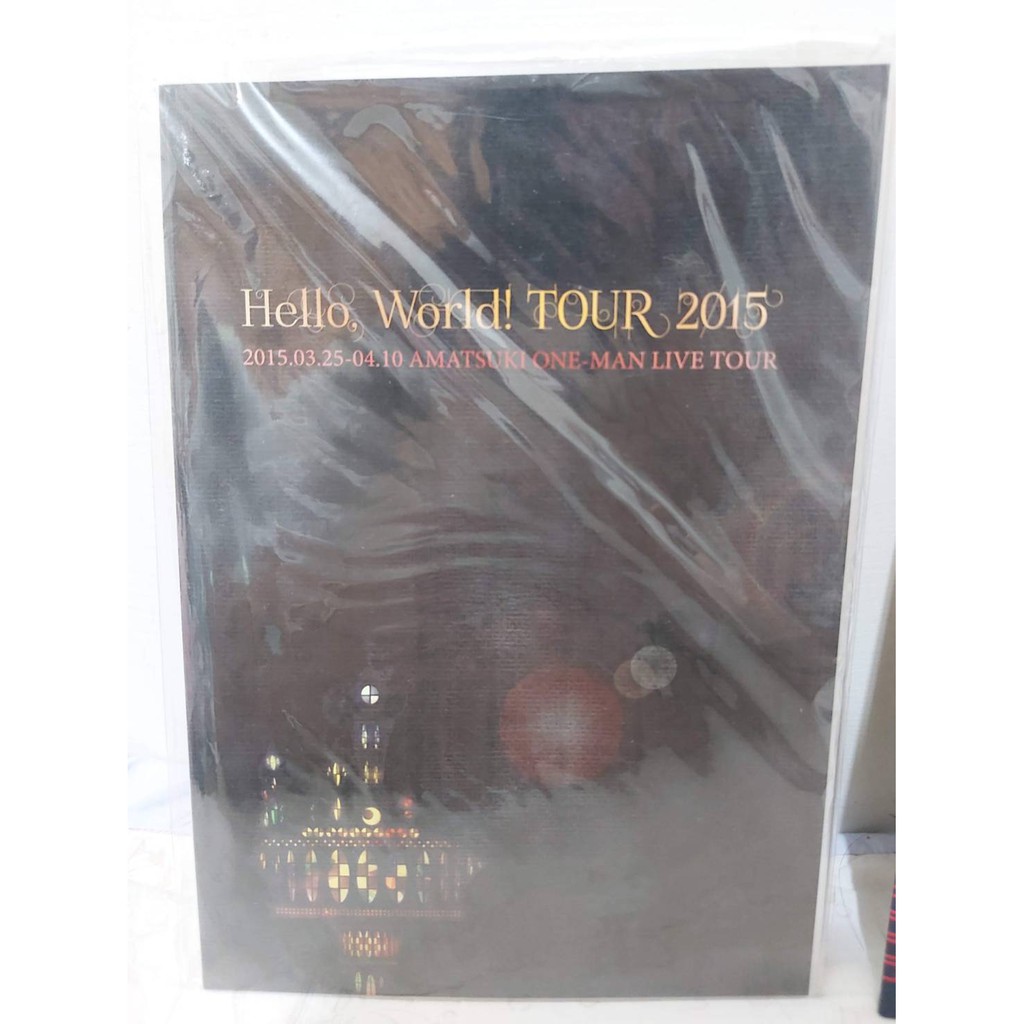 Hello, World! TOUR 2015
2015.03.25-04.10 AMATSUKI ONE-MAN LIVE TOUR